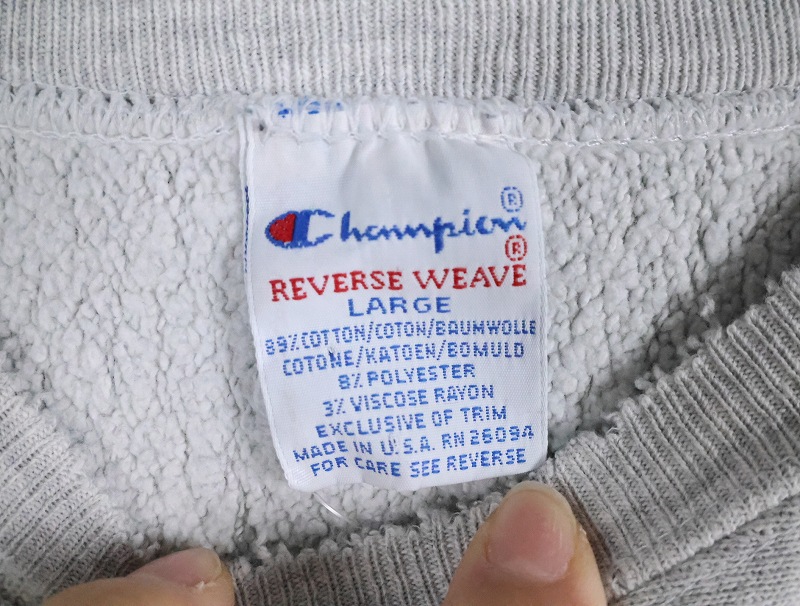 Champion®
REVERSE WEAVE®
LARGE
89% COTTON/COTON/BAUMWOLLE
COTONE/KATOEN/BOMULD
8% POLYESTER
3% VISCOSE RAYON
EXCLUSIVE OF TRIM
MADE IN U.S.A. RN 26094
FOR CARE SEE REVERSE